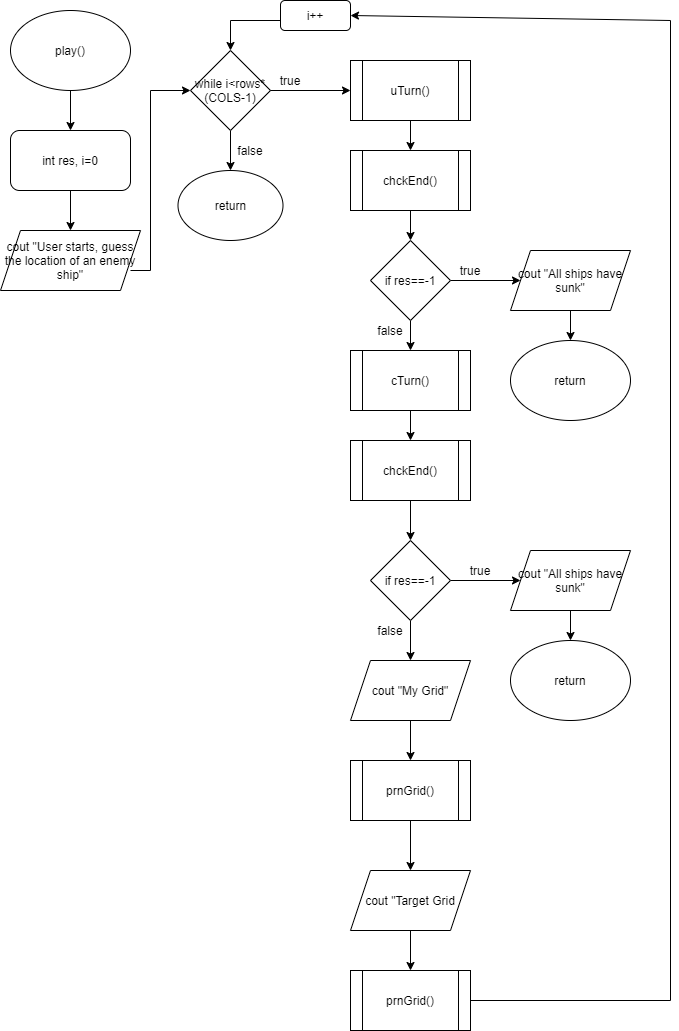 play()
int res, i=0
cout "User starts, guess
the location of an enemy
ship"
i++
while i<rows*
(COLS-1)
true
false
return
uTurn()
chckEnd()
if res==-1
true
cout "All ships have
sunk"
return
false
cTurn()
chckEnd()
if res==-1
true
cout "All ships have
sunk"
return
false
cout "My Grid"
prnGrid()
cout "Target Grid
prnGrid()